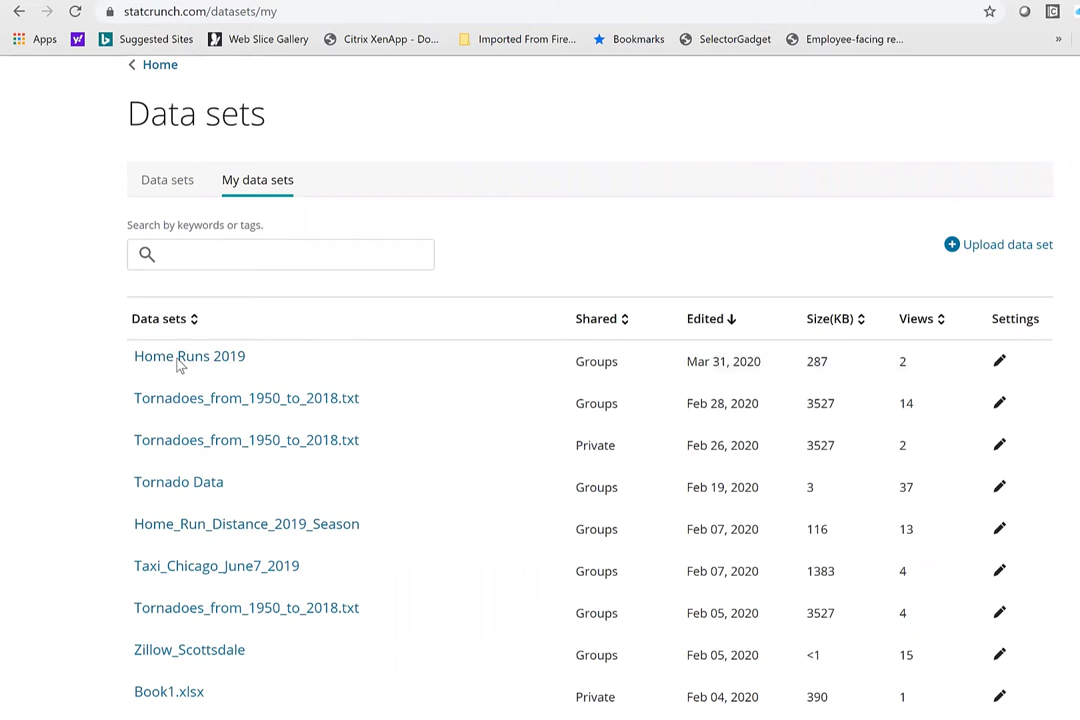 statcrunch.com/datasets/my
Apps Suggested Sites Web Slice Gallery Citrix XenApp - Do... Imported From Fire... Bookmarks SelectorGadget Employee-facing re... »
Home
Data sets
Data sets My data sets
Search by keywords or tags.
Upload data set
Data sets Shared Edited Size(KB) Views Settings
Home Runs 2019 Groups Mar 31, 2020 287 2
Tornadoes_from_1950_to_2018.txt Groups Feb 28, 2020 3527 14
Tornadoes_from_1950_to_2018.txt Private Feb 26, 2020 3527 2
Tornado Data Groups Feb 19, 2020 3 37
Home_Run_Distance_2019_Season Groups Feb 07, 2020 116 13
Taxi_Chicago_June7_2019 Groups Feb 07, 2020 1383 4
Tornadoes_from_1950_to_2018.txt Groups Feb 05, 2020 3527 4
Zillow_Scottsdale Groups Feb 05, 2020 <1 15
Book1.xlsx Private Feb 04, 2020 390 1